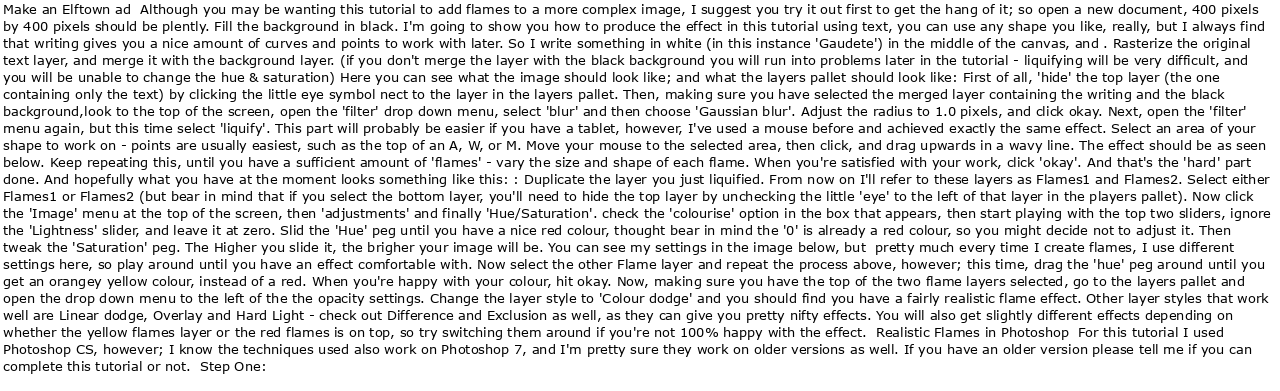 Make an Elftown ad  Although you may be wanting this tutorial to add flames to a more complex image, I suggest you try it out first to get the hang of it; so open a new document, 400 pixels
by 400 pixels should be plently. Fill the background in black. I'm going to show you how to produce the effect in this tutorial using text, you can use any shape you like, really, but I always find
that writing gives you a nice amount of curves and points to work with later. So I write something in white (in this instance 'Gaudete') in the middle of the canvas, and . Rasterize the original
text layer, and merge it with the background layer. (if you don't merge the layer with the black background you will run into problems later in the tutorial - liquifying will be very difficult, and
you will be unable to change the hue & saturation) Here you can see what the image should look like; and what the layers pallet should look like: First of all, 'hide' the top layer (the one
containing only the text) by clicking the little eye symbol nect to the layer in the layers pallet. Then, making sure you have selected the merged layer containing the writing and the black
background,look to the top of the screen, open the 'filter' drop down menu, select 'blur' and then choose 'Gaussian blur'. Adjust the radius to 1.0 pixels, and click okay. Next, open the 'filter'
menu again, but this time select 'liquify'. This part will probably be easier if you have a tablet, however, I've used a mouse before and achieved exactly the same effect. Select an area of your
shape to work on - points are usually easiest, such as the top of an A, W, or M. Move your mouse to the selected area, then click, and drag upwards in a wavy line. The effect should be as seen
below. Keep repeating this, until you have a sufficient amount of 'flames' - vary the size and shape of each flame. When you're satisfied with your work, click 'okay'. And that's the 'hard' part
done. And hopefully what you have at the moment looks something like this: : Duplicate the layer you just liquified. From now on I'll refer to these layers as Flames1 and Flames2. Select either
Flames1 or Flames2 (but bear in mind that if you select the bottom layer, you'll need to hide the top layer by unchecking the little 'eye' to the left of that layer in the players pallet). Now click
the 'Image' menu at the top of the screen, then 'adjustments' and finally 'Hue/Saturation'. check the 'colourise' option in the box that appears, then start playing with the top two sliders, ignore
the 'Lightness' slider, and leave it at zero. Slid the 'Hue' peg until you have a nice red colour, thought bear in mind the '0' is already a red colour, so you might decide not to adjust it. Then
tweak the 'Saturation' peg. The Higher you slide it, the brigher your image will be. You can see my settings in the image below, but  pretty much every time I create flames, I use different
settings here, so play around until you have an effect comfortable with. Now select the other Flame layer and repeat the process above, however; this time, drag the 'hue' peg around until you
get an orangey yellow colour, instead of a red. When you're happy with your colour, hit okay. Now, making sure you have the top of the two flame layers selected, go to the layers pallet and
open the drop down menu to the left of the the opacity settings. Change the layer style to 'Colour dodge' and you should find you have a fairly realistic flame effect. Other layer styles that work
well are Linear dodge, Overlay and Hard Light - check out Difference and Exclusion as well, as they can give you pretty nifty effects. You will also get slightly different effects depending on
whether the yellow flames layer or the red flames is on top, so try switching them around if you're not 100% happy with the effect.  Realistic Flames in Photoshop  For this tutorial I used
Photoshop CS, however; I know the techniques used also work on Photoshop 7, and I'm pretty sure they work on older versions as well. If you have an older version please tell me if you can
complete this tutorial or not.  Step One: